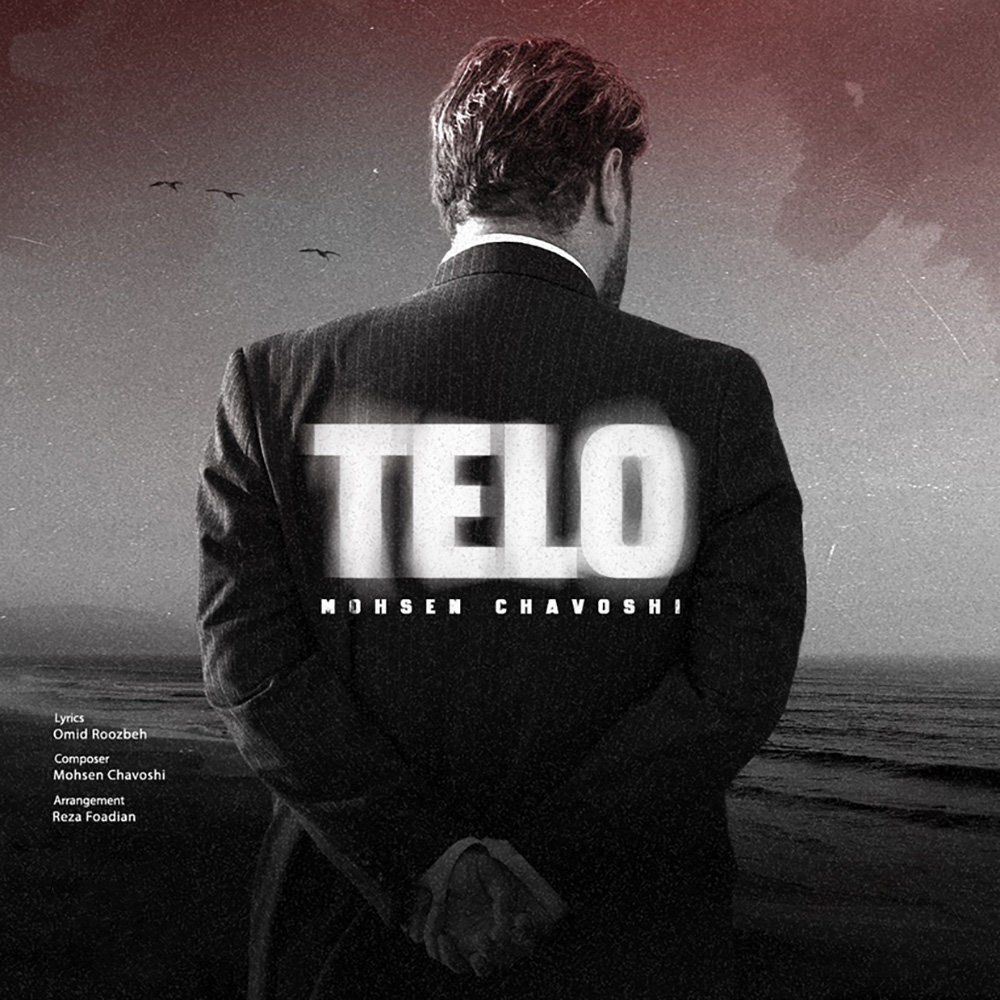 TELO
MOHSEN CHAVOSHI
Lyrics
Omid Roozbeh
Composer
Mohsen Chavoshi
Arrangement
Reza Foadian